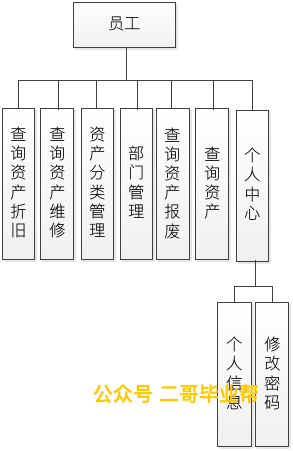 员工
查询资产折旧
查询资产维修
资产分类管理
部门管理
查询资产报废
查询资产
个人中心
个人信息
修改密码
公众号 二哥毕业帮